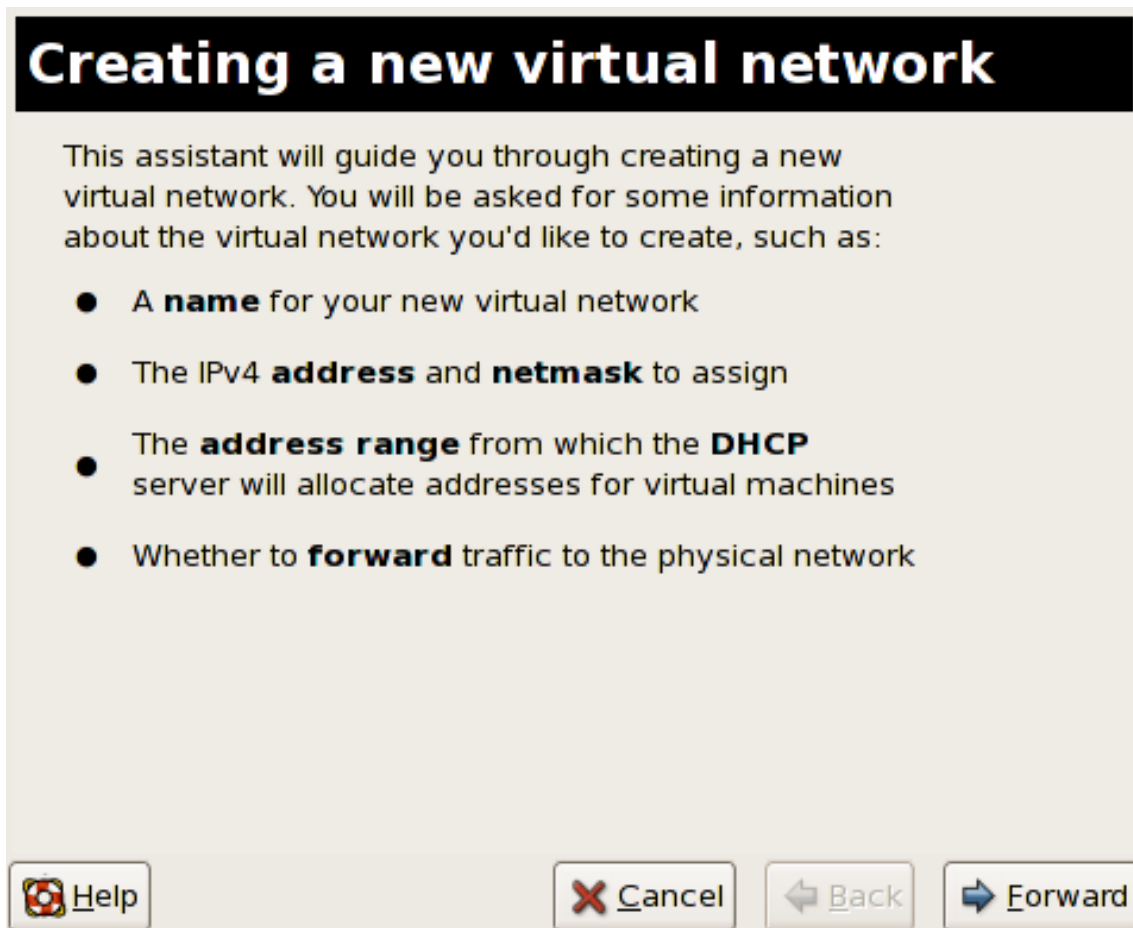 Creating a new virtual network
This assistant will guide you through creating a new
virtual network. You will be asked for some information
about the virtual network you'd like to create, such as:
● A name for your new virtual network
● The IPv4 address and netmask to assign
● The address range from which the DHCP
server will allocate addresses for virtual machines
● Whether to forward traffic to the physical network
Help Cancel Back Forward